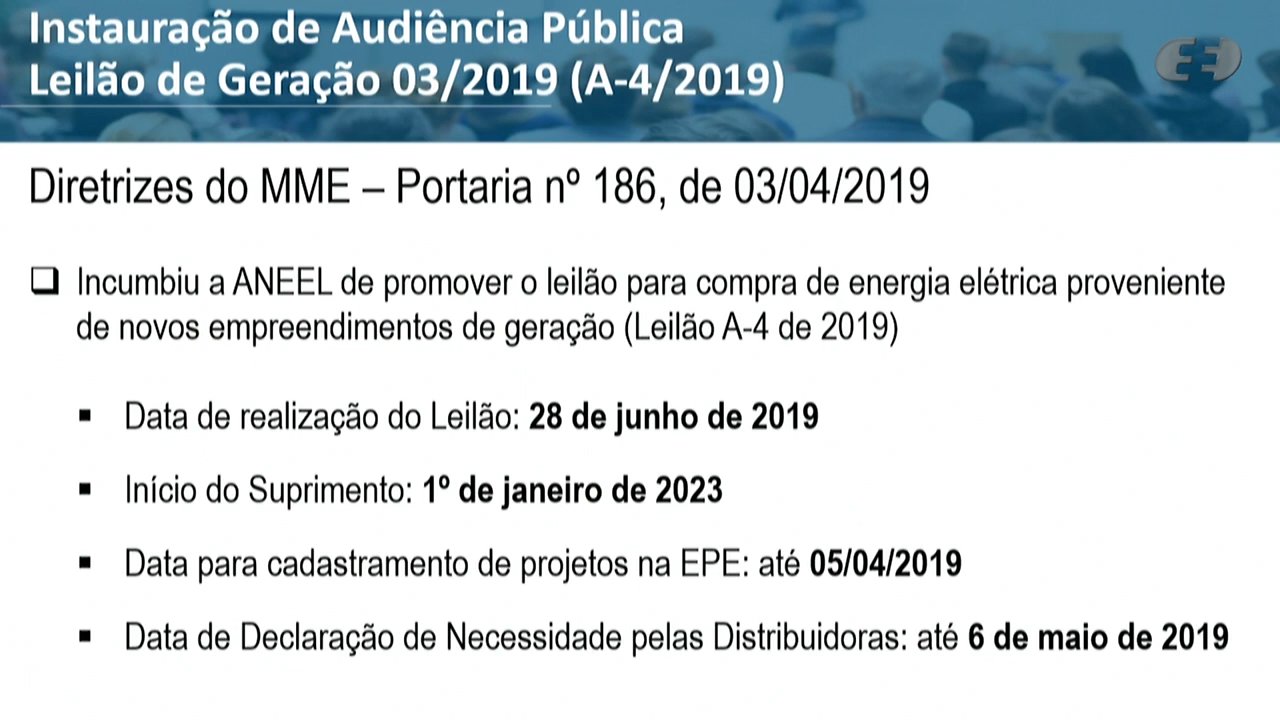 Instauração de Audiência Pública
Leilão de Geração 03/2019 (A-4/2019)
Diretrizes do MME – Portaria nº 186, de 03/04/2019
Incumbiu a ANEEL de promover o leilão para compra de energia elétrica proveniente
de novos empreendimentos de geração (Leilão A-4 de 2019)
Data de realização do Leilão: 28 de junho de 2019
Início do Suprimento: 1º de janeiro de 2023
Data para cadastramento de projetos na EPE: até 05/04/2019
Data de Declaração de Necessidade pelas Distribuidoras: até 6 de maio de 2019